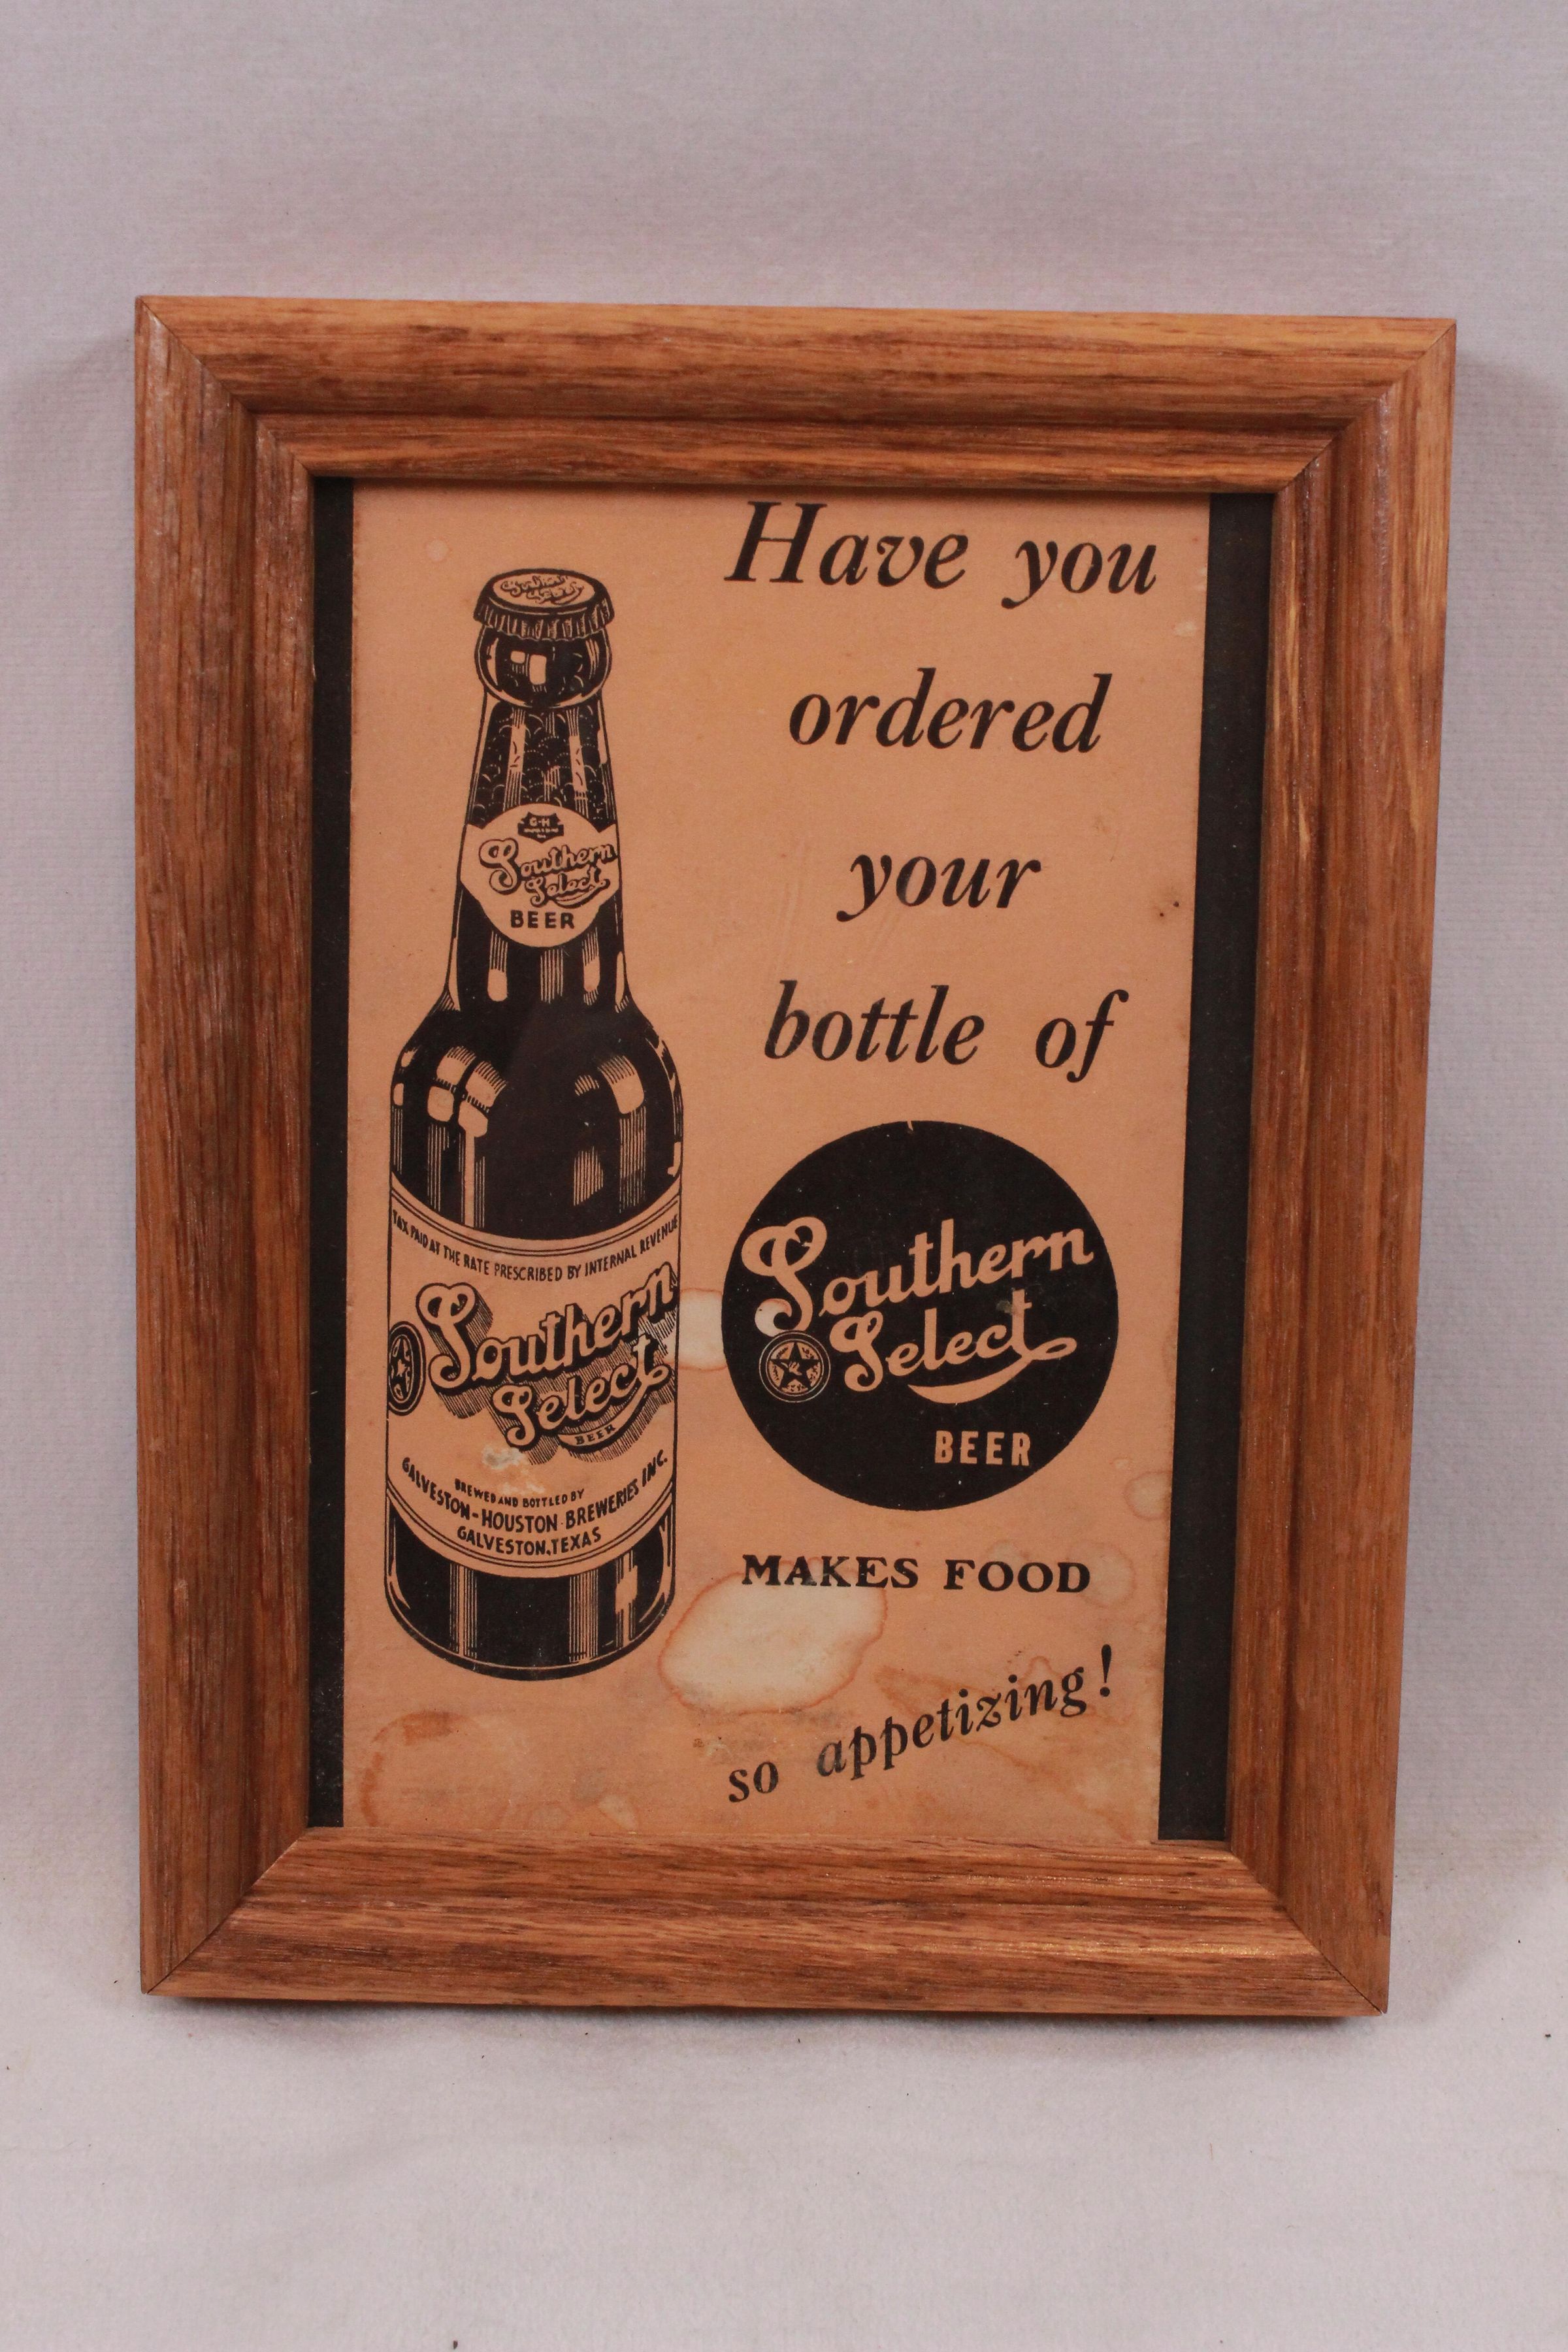 Have you
ordered
your
bottle of
Southern
Select
BEER
MAKES FOOD
so appetizing!
G-H
Southern
Select
BEER
TAX PAID AT THE RATE PRESCRIBED BY INTERNAL REVENUE
Southern
Select
BEER
BREWED AND BOTTLED BY
GALVESTON-HOUSTON BREWERIES INC.
GALVESTON, TEXAS